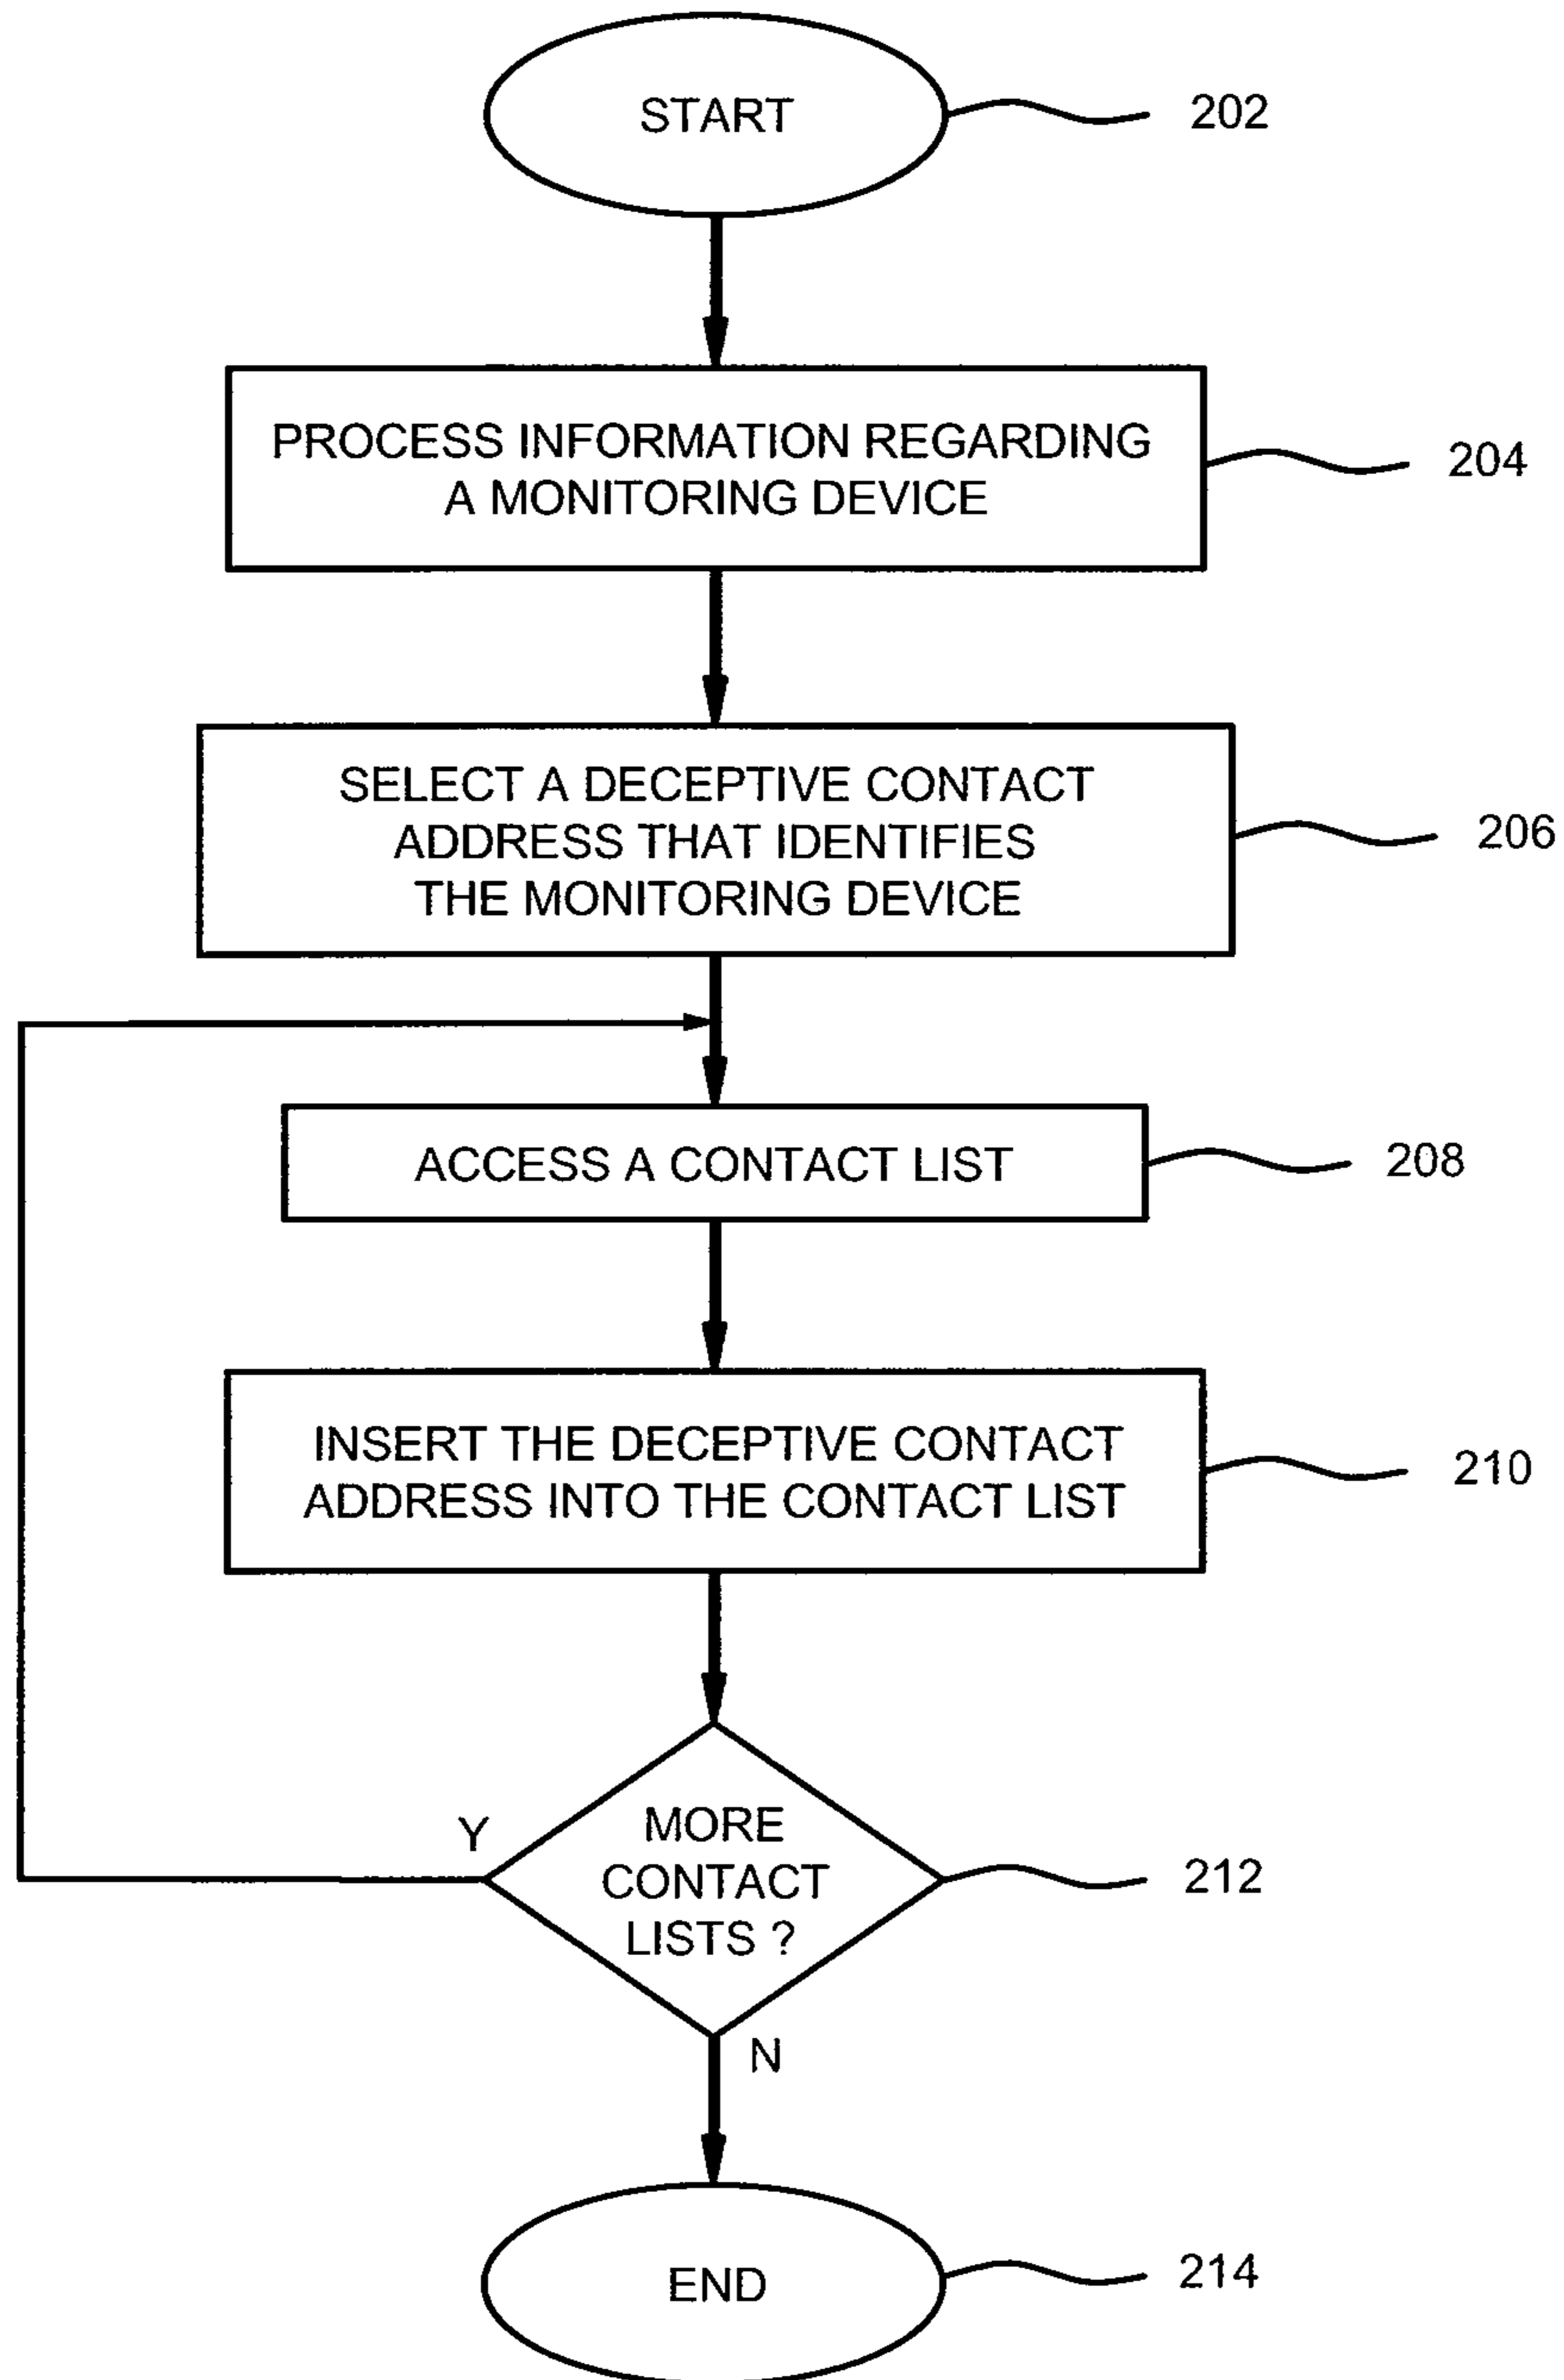 START
202
PROCESS INFORMATION REGARDING
A MONITORING DEVICE
204
SELECT A DECEPTIVE CONTACT
ADDRESS THAT IDENTIFIES
THE MONITORING DEVICE
206
ACCESS A CONTACT LIST
208
INSERT THE DECEPTIVE CONTACT
ADDRESS INTO THE CONTACT LIST
210
Y
MORE
CONTACT
LISTS ?
212
N
END
214